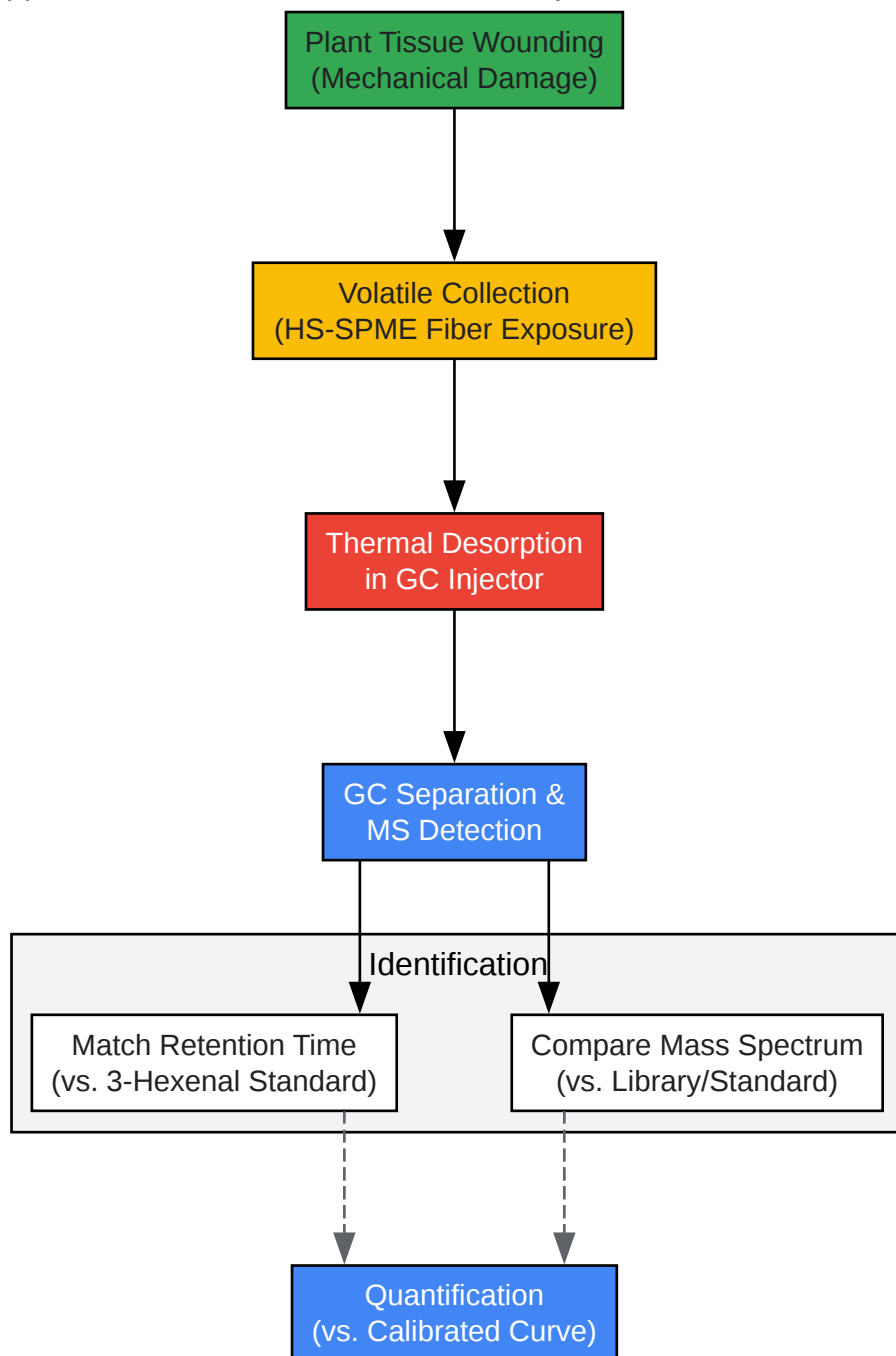 Plant Tissue Wounding
(Mechanical Damage)
Volatile Collection
(HS-SPME Fiber Exposure)
Thermal Desorption
in GC Injector
GC Separation &
MS Detection
Identification
Match Retention Time
(vs. 3-Hexenal Standard)
Compare Mass Spectrum
(vs. Library/Standard)
Quantification
(vs. Calibrated Curve)